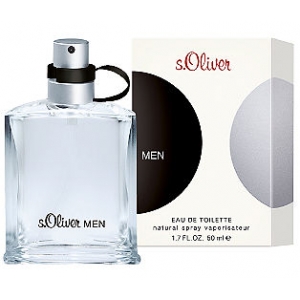 s.Oliver
MEN
s.Oliver MEN
EAU DE TOILETTE
natural spray vaporisateur
1.7 FL. OZ. 50 ml e